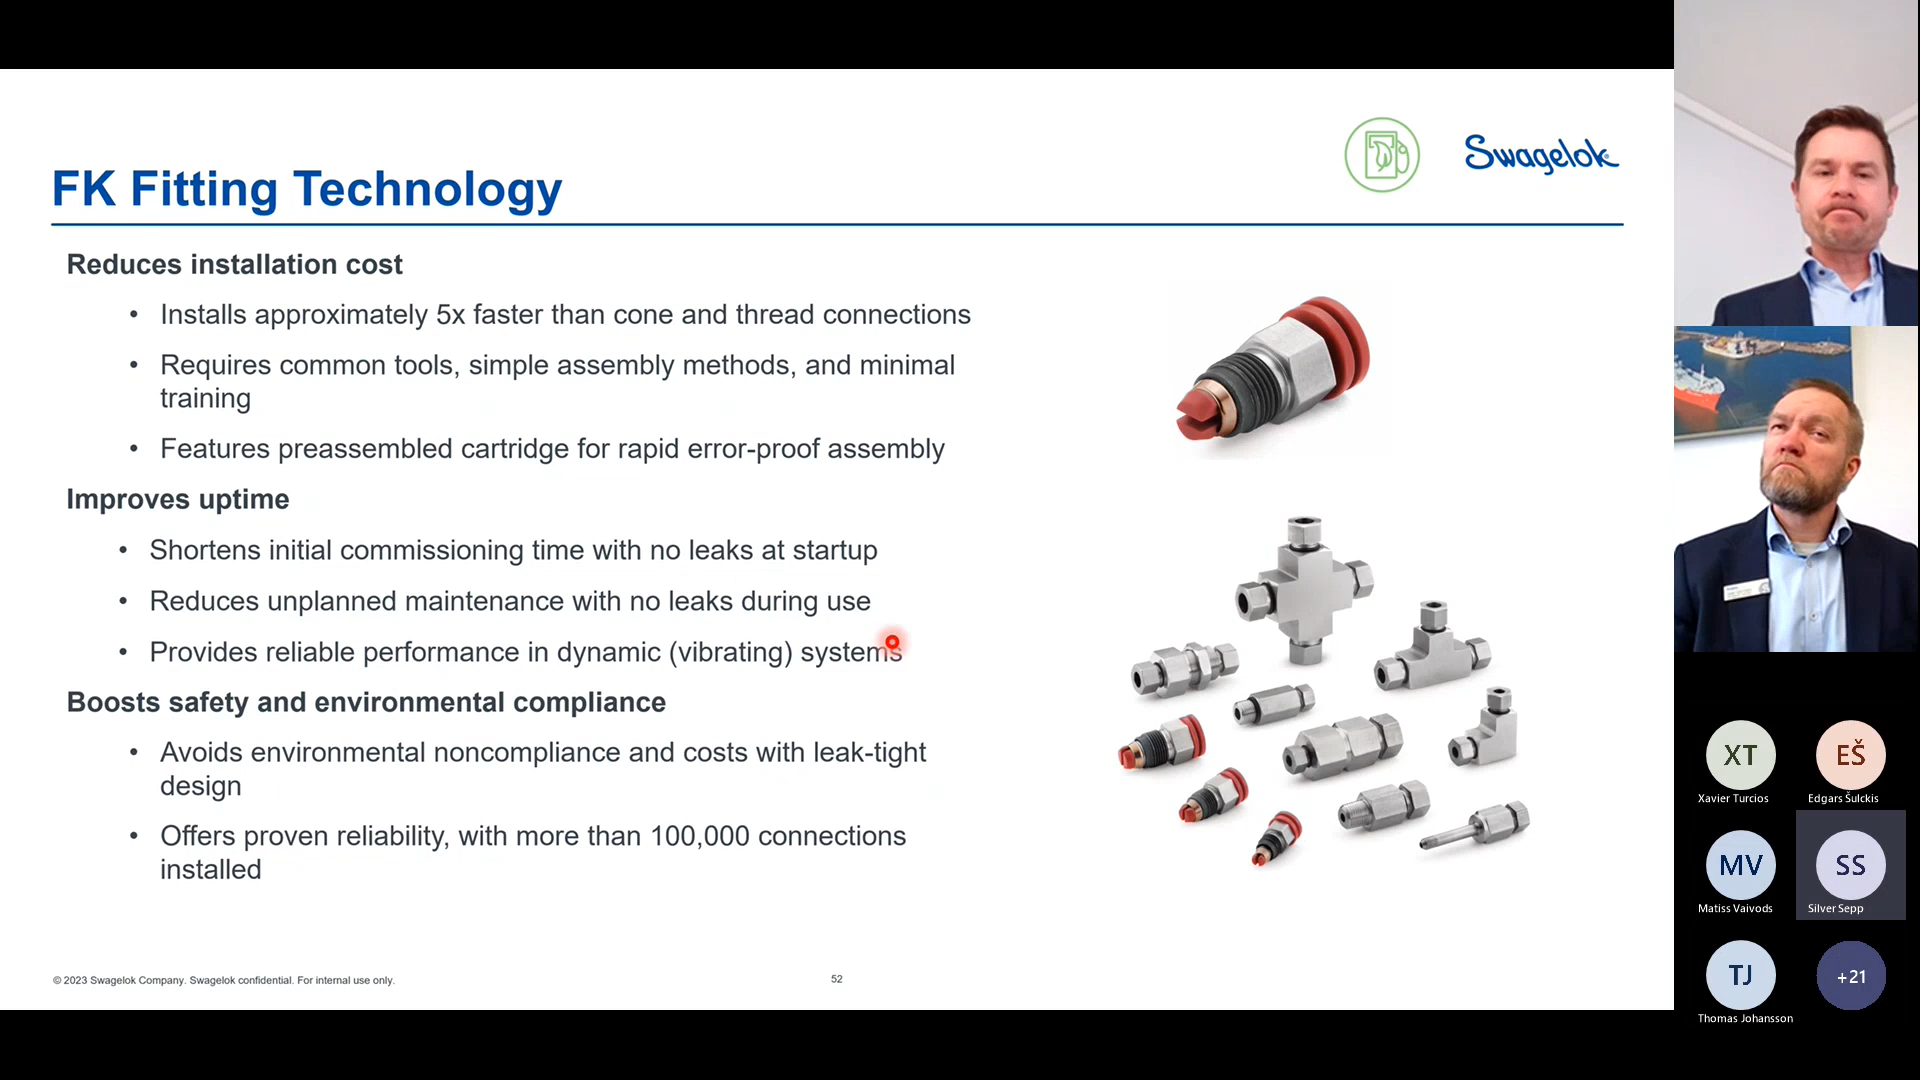 Swagelok
FK Fitting Technology
Reduces installation cost
• Installs approximately 5x faster than cone and thread connections
• Requires common tools, simple assembly methods, and minimal
training
• Features preassembled cartridge for rapid error-proof assembly
Improves uptime
• Shortens initial commissioning time with no leaks at startup
• Reduces unplanned maintenance with no leaks during use
• Provides reliable performance in dynamic (vibrating) systems
Boosts safety and environmental compliance
• Avoids environmental noncompliance and costs with leak-tight
design
• Offers proven reliability, with more than 100,000 connections
installed
© 2023 Swagelok Company. Swagelok confidential. For internal use only.
52
XT
Xavier Turcios
EŠ
Edgars Šulckis
MV
Matiss Vaivods
SS
Silver Sepp
TJ
Thomas Johansson
+21